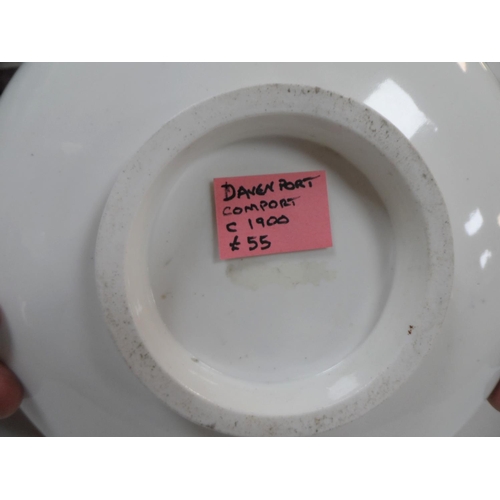 DAVENPORT
COMPORT
C 1900
£55